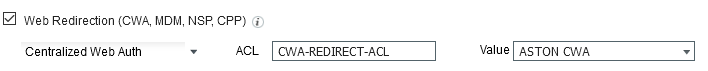 Web Redirection (CWA, MDM, NSP, CPP) i
Centralized Web Auth ACL CWA-REDIRECT-ACL Value ASTON CWA